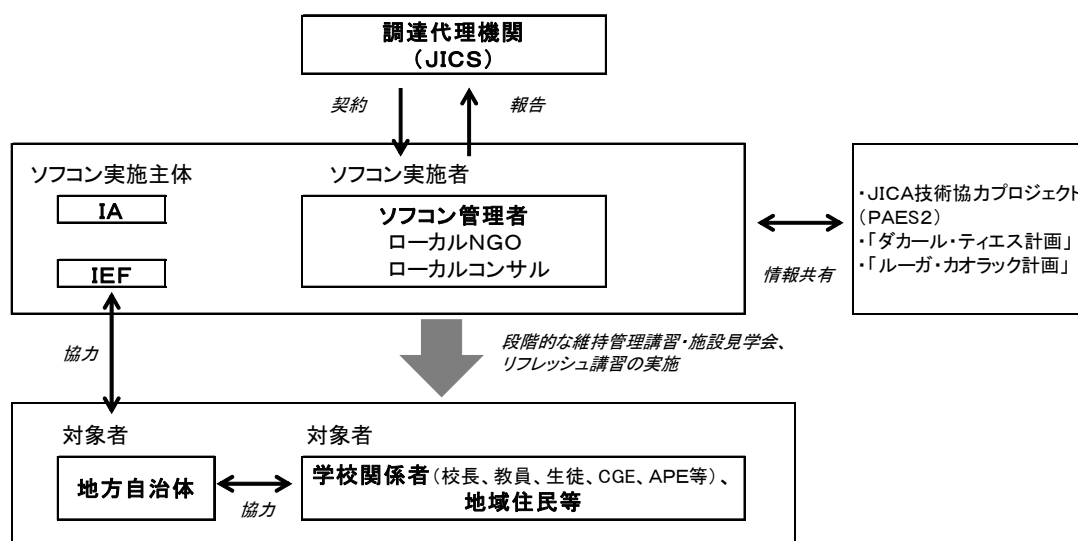 調達代理機関
（ＪＩＣＳ）
契約
報告
ソフコン実施主体
ＩＡ
ＩＥＦ
ソフコン実施者
ソフコン管理者
ローカルＮＧＯ
ローカルコンサル
情報共有
・ＪＩＣＡ技術協力プロジェクト
（ＰＡＥＳ２）
・「ダカール・ティエス計画」
・「ルーガ・カオラック計画」
協力
段階的な維持管理講習・施設見学会、
リフレッシュ講習の実施
対象者
地方自治体
協力
対象者
学校関係者（校長、教員、生徒、CGE、APE等）、
地域住民等